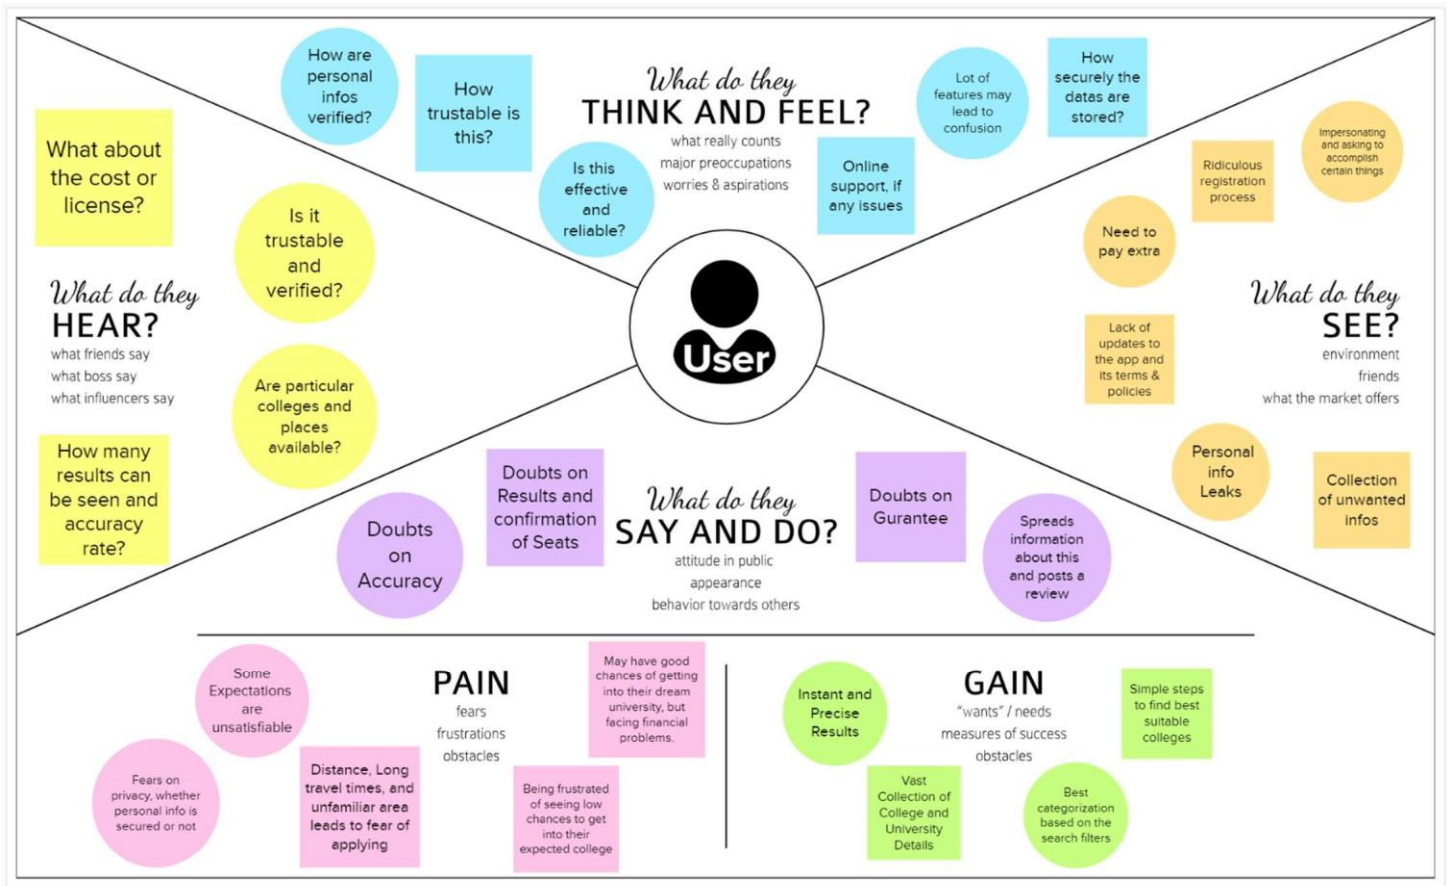 How are
personal
infos
verified?
How
trustable is
this?
Is this
effective
and
reliable?
What do they
THINK AND FEEL?
what really counts
major preoccupations
worries & aspirations
Online
support, if
any issues
Lot of
features may
lead to
confusion
How
securely the
datas are
stored?
What about
the cost or
license?
Is it
trustable
and
verified?
What do they
HEAR?
what friends say
what boss say
what influencers say
Are particular
colleges and
places
available?
How many
results can
be seen and
accuracy
rate?
User
Impersonating
and asking to
accomplish
certain things
Ridiculous
registration
process
Need to
pay extra
What do they
SEE?
environment
friends
what the market offers
Lack of
updates to
the app and
its terms &
policies
Personal
info
Leaks
Collection
of unwanted
infos
Doubts
on
Accuracy
Doubts on
Results and
confirmation
of Seats
What do they
SAY AND DO?
attitude in public
appearance
behavior towards others
Doubts on
Gurantee
Spreads
information
about this
and posts a
review
Some
Expectations
are
unsatisfiable
PAIN
fears
frustrations
obstacles
May have good
chances of getting
into their dream
university, but
facing financial
problems.
Fears on
privacy, whether
personal info is
secured or not
Distance, Long
travel times, and
unfamiliar area
leads to fear of
applying
Being frustrated
of seeing low
chances to get
into their
expected college
Instant and
Precise
Results
GAIN
"wants" / needs
measures of success
obstacles
Simple steps
to find best
suitable
colleges
Vast
Collection of
College and
University
Details
Best
categorization
based on the
search filters